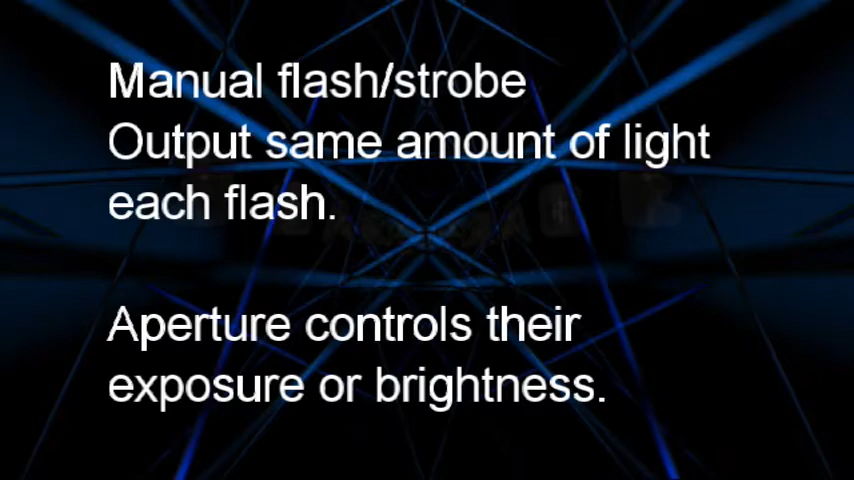 Manual flash/strobe
Output same amount of light
each flash.
Aperture controls their
exposure or brightness.